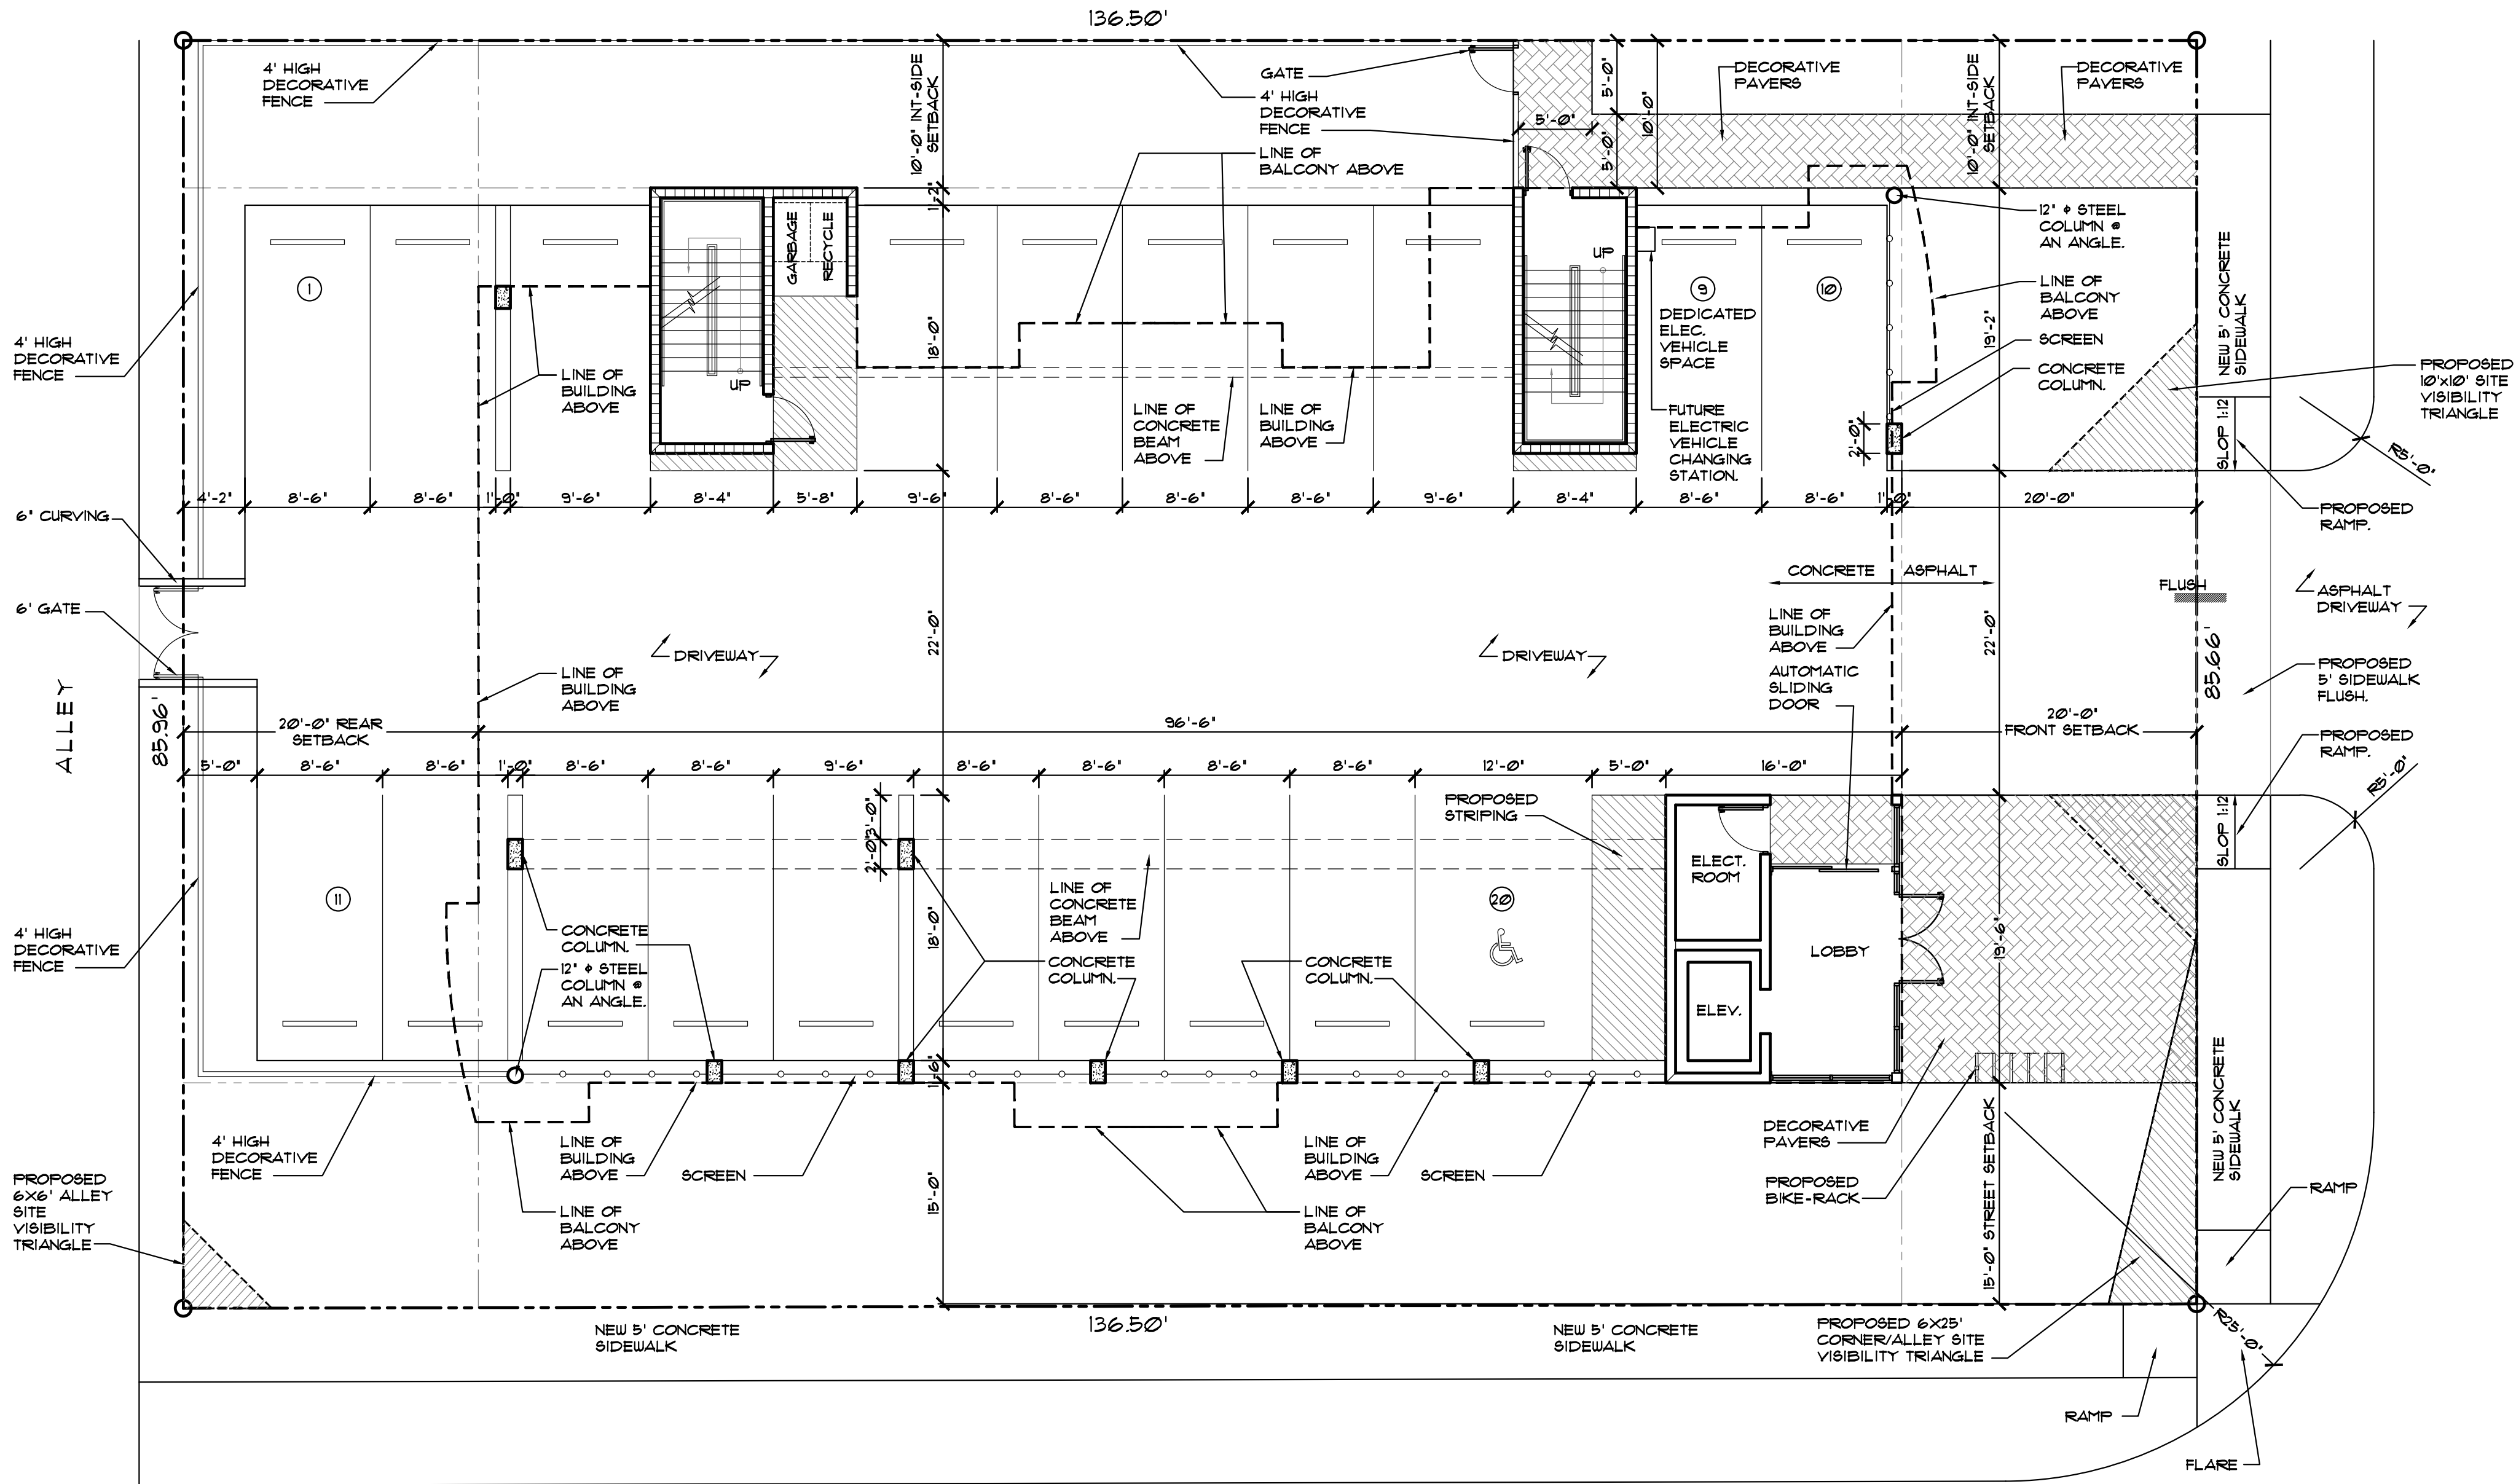 136.50'
4' HIGH
DECORATIVE
FENCE
10'-0" INT-SIDE
SETBACK
GATE
4' HIGH
DECORATIVE
FENCE
LINE OF
BALCONY ABOVE
5'-0"
5'-0"
5'-0"
10'-0"
DECORATIVE
PAVERS
10'-0" INT-SIDE
SETBACK
DECORATIVE
PAVERS
1'-2"
GARBAGE
RECYCLE
UP
UP
12" φ STEEL
COLUMN @
AN ANGLE.
NEW 5' CONCRETE
SIDEWALK
1
9
10
DEDICATED
ELEC.
VEHICLE
SPACE
LINE OF
BALCONY
ABOVE
SCREEN
CONCRETE
COLUMN.
4' HIGH
DECORATIVE
FENCE
LINE OF
BUILDING
ABOVE
18'-0"
19'-2"
PROPOSED
10'x10' SITE
VISIBILITY
TRIANGLE
LINE OF
CONCRETE
BEAM
ABOVE
LINE OF
BUILDING
ABOVE
FUTURE
ELECTRIC
VEHICLE
CHANGING
STATION.
2'-0"
SLOP 1:12
R5'-0"
4'-2"
8'-6"
8'-6"
1'-0"
9'-6"
8'-4"
5'-8"
9'-6"
8'-6"
8'-6"
8'-6"
9'-6"
8'-4"
8'-6"
8'-6"
1'-0"
20'-0"
6" CURVING
PROPOSED
RAMP.
CONCRETE
ASPHALT
FLUSH
ASPHALT
DRIVEWAY
6' GATE
LINE OF
BUILDING
ABOVE
22'-0"
22'-0"
DRIVEWAY
DRIVEWAY
85.66'
ALLEY
85.96'
LINE OF
BUILDING
ABOVE
AUTOMATIC
SLIDING
DOOR
PROPOSED
5' SIDEWALK
FLUSH.
20'-0" REAR
SETBACK
96'-6"
20'-0"
FRONT SETBACK
PROPOSED
RAMP.
5'-0"
8'-6"
8'-6"
1'-0"
8'-6"
8'-6"
9'-6"
8'-6"
8'-6"
8'-6"
8'-6"
12'-0"
5'-0"
16'-0"
R5'-0"
PROPOSED
STRIPING
3'-0"
2'-0"
SLOP 1:12
ELECT.
ROOM
11
20
LINE OF
CONCRETE
BEAM
ABOVE
4' HIGH
DECORATIVE
FENCE
CONCRETE
COLUMN.
12" φ STEEL
COLUMN @
AN ANGLE.
18'-0"
CONCRETE
COLUMN.
CONCRETE
COLUMN.
LOBBY
19'-6"
ELEV.
1'-6"
NEW 5' CONCRETE
SIDEWALK
4' HIGH
DECORATIVE
FENCE
LINE OF
BUILDING
ABOVE
SCREEN
LINE OF
BUILDING
ABOVE
SCREEN
DECORATIVE
PAVERS
PROPOSED
BIKE-RACK
15'-0" STREET SETBACK
PROPOSED
6X6' ALLEY
SITE
VISIBILITY
TRIANGLE
LINE OF
BALCONY
ABOVE
15'-0"
LINE OF
BALCONY
ABOVE
RAMP
NEW 5' CONCRETE
SIDEWALK
136.50'
NEW 5' CONCRETE
SIDEWALK
PROPOSED 6X25'
CORNER/ALLEY SITE
VISIBILITY TRIANGLE
R25'-0"
RAMP
FLARE